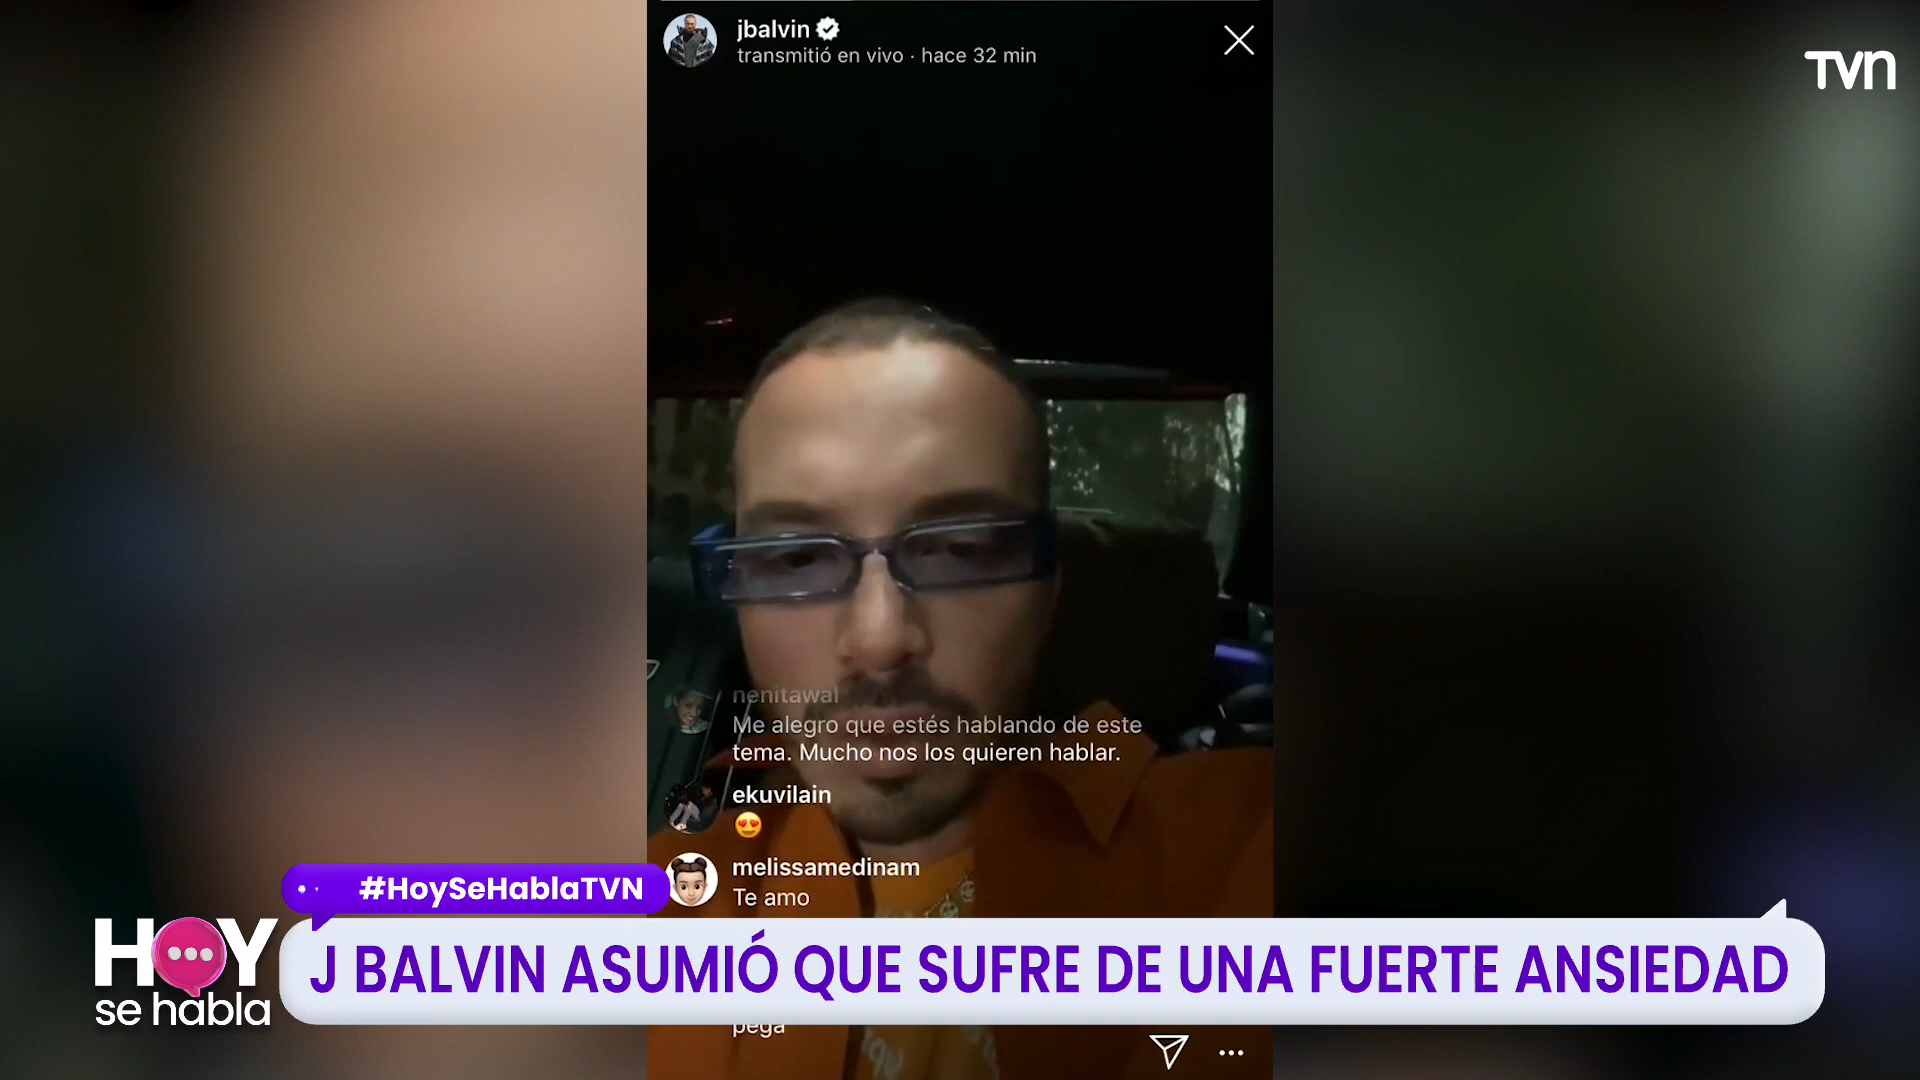 jbalvin
transmitió en vivo · hace 32 min
TVN
nenitawal
Me alegro que estés hablando de este
tema. Mucho nos los quieren hablar.
ekuvilain
😍
melissamedinam
Te amo
#HoySeHablaTVN
HOY
se habla
J BALVIN ASUMIÓ QUE SUFRE DE UNA FUERTE ANSIEDAD
pega